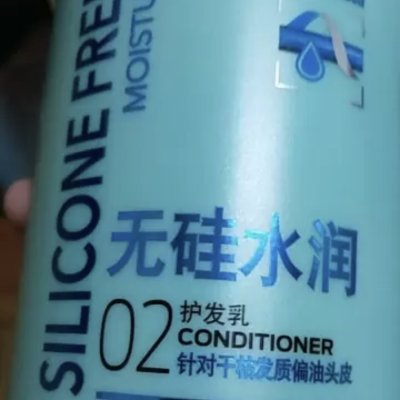 SILICONE FREE
MOISTU
无硅水润
02
护发乳
CONDITIONER
针对干枯发质偏油头皮